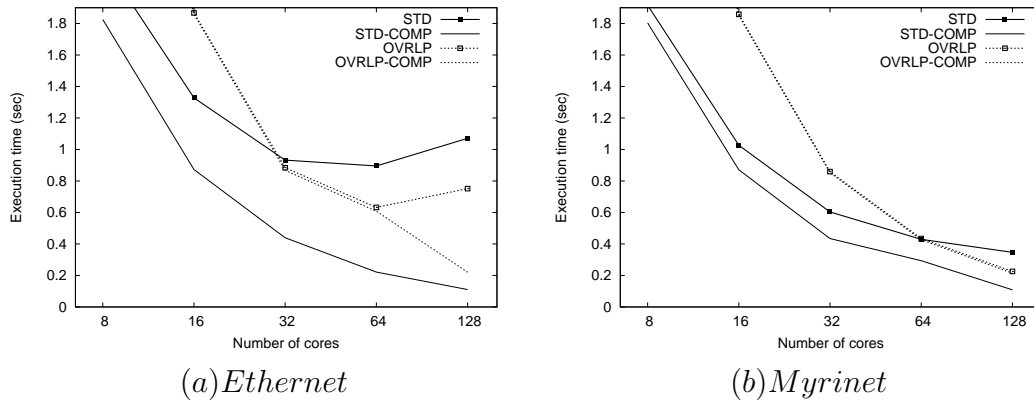 0
0.2
0.4
0.6
0.8
1
1.2
1.4
1.6
1.8
8
16
32
64
128
Execution time (sec)
Number of cores
STD
STD-COMP
OVRLP
OVRLP-COMP
(a)Ethernet
0
0.2
0.4
0.6
0.8
1
1.2
1.4
1.6
1.8
8
16
32
64
128
Execution time (sec)
Number of cores
STD
STD-COMP
OVRLP
OVRLP-COMP
(b)Myrinet